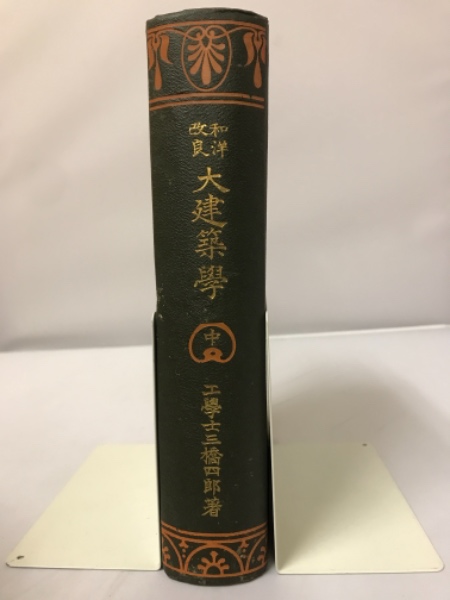 和洋
改良
大建築學
中
工學士三橋四郎著